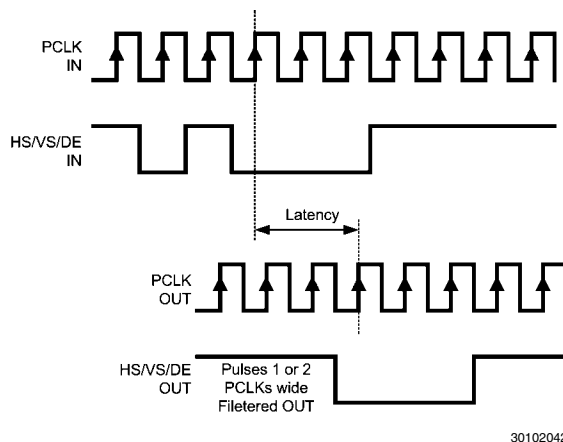 PCLK
IN
HS/VS/DE
IN
Latency
PCLK
OUT
HS/VS/DE
OUT
Pulses 1 or 2
PCLKs wide
Filetered OUT
30102042